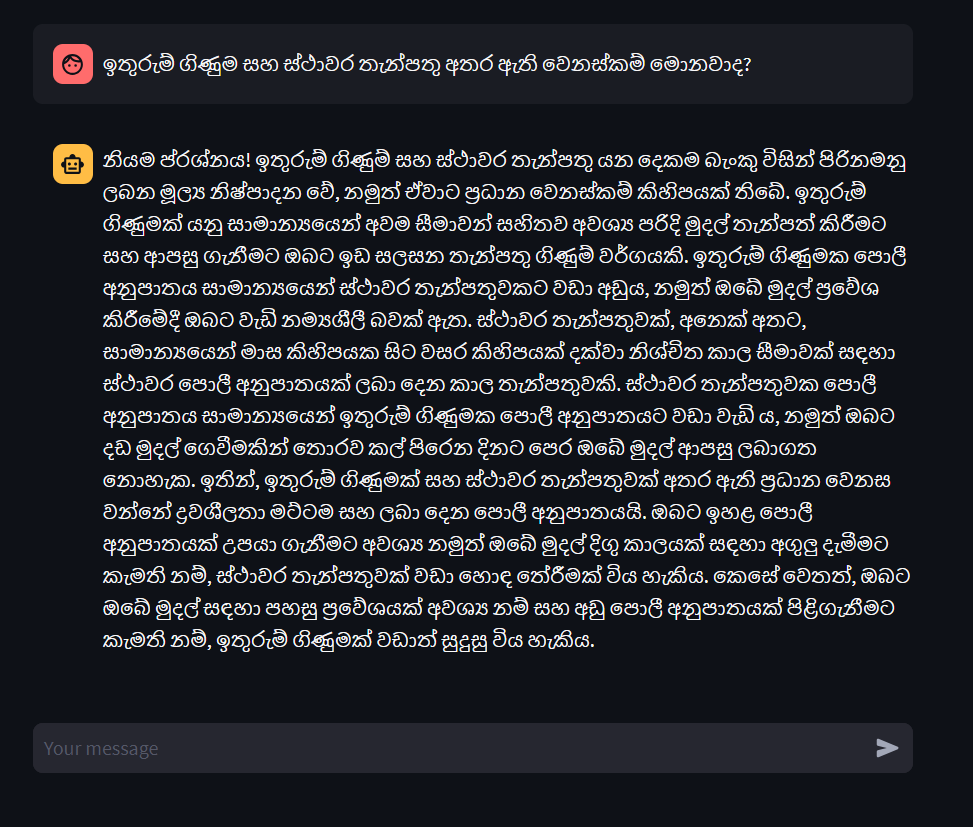 ඉතුරුම් ගිණුම සහ ස්ථාවර තැන්පතු අතර ඇති වෙනස්කම් මොනවාද?
නියම ප්රශ්නය! ඉතුරුම් ගිණුම් සහ ස්ථාවර තැන්පතු යන දෙකම බැංකු විසින් පිරිනමනු
ලබන මූල්‍ය නිෂ්පාදන වේ, නමුත් ඒවාට ප්‍රධාන වෙනස්කම් කිහිපයක් තිබේ. ඉතුරුම්
ගිණුමක් යනු සාමාන්‍යයෙන් අවම සීමාවන් සහිතව අවශ්‍ය පරිදි මුදල් තැන්පත් කිරීමට
සහ ආපසු ගැනීමට ඔබට ඉඩ සලසන තැන්පතු ගිණුම් වර්ගයකි. ඉතුරුම් ගිණුමක පොලී
අනුපාතය සාමාන්‍යයෙන් ස්ථාවර තැන්පතුවකට වඩා අඩුය, නමුත් ඔබේ මුදල් ප්‍රවේශ
කිරීමේදී ඔබට වැඩි නම්‍යශීලී බවක් ඇත. ස්ථාවර තැන්පතුවක්, අනෙක් අතට,
සාමාන්‍යයෙන් මාස කිහිපයක සිට වසර කිහිපයක් දක්වා නිශ්චිත කාල සීමාවක් සඳහා
ස්ථාවර පොලී අනුපාතයක් ලබා දෙන කාල තැන්පතුවකි. ස්ථාවර තැන්පතුවක පොලී
අනුපාතය සාමාන්‍යයෙන් ඉතුරුම් ගිණුමක පොලී අනුපාතයට වඩා වැඩි ය, නමුත් ඔබට
දඩ මුදල් ගෙවීමකින් තොරව කල් පිරෙන දිනට පෙර ඔබේ මුදල් ආපසු ලබාගත
නොහැක. ඉතින්, ඉතුරුම් ගිණුමක් සහ ස්ථාවර තැන්පතුවක් අතර ඇති ප්‍රධාන වෙනස
වන්නේ ද්‍රවශීලතා මට්ටම සහ ලබා දෙන පොලී අනුපාතයයි. ඔබට ඉහළ පොලී
අනුපාතයක් උපයා ගැනීමට අවශ්‍ය නමුත් ඔබේ මුදල් දිගු කාලයක් සඳහා අගුලු දැමීමට
කැමති නම්, ස්ථාවර තැන්පතුවක් වඩා හොඳ තේරීමක් විය හැකිය. කෙසේ වෙතත්, ඔබට
ඔබේ මුදල් සඳහා පහසු ප්‍රවේශයක් අවශ්‍ය නම් සහ අඩු පොලී අනුපාතයක් පිළිගැනීමට
කැමති නම්, ඉතුරුම් ගිණුමක් වඩාත් සුදුසු විය හැකිය.
Your message